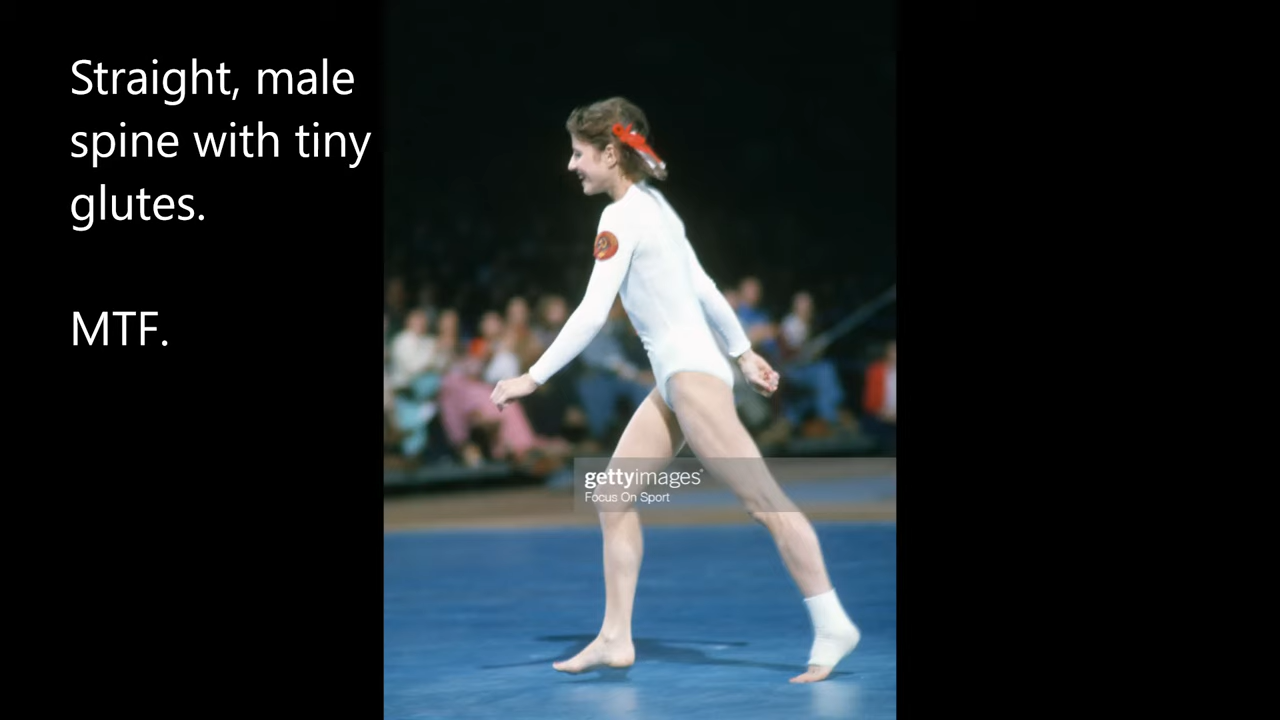 Straight, male
spine with tiny
glutes.
MTF.
gettyimages®
Focus On Sport